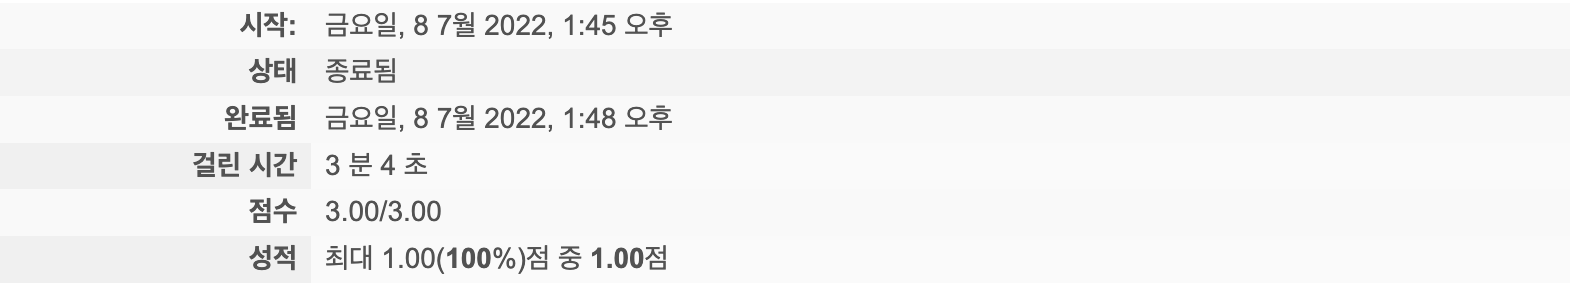 시작: 금요일, 8 7월 2022, 1:45 오후
상태 종료됨
완료됨 금요일, 8 7월 2022, 1:48 오후
걸린 시간 3 분 4 초
점수 3.00/3.00
성적 최대 1.00(100%)점 중 1.00점